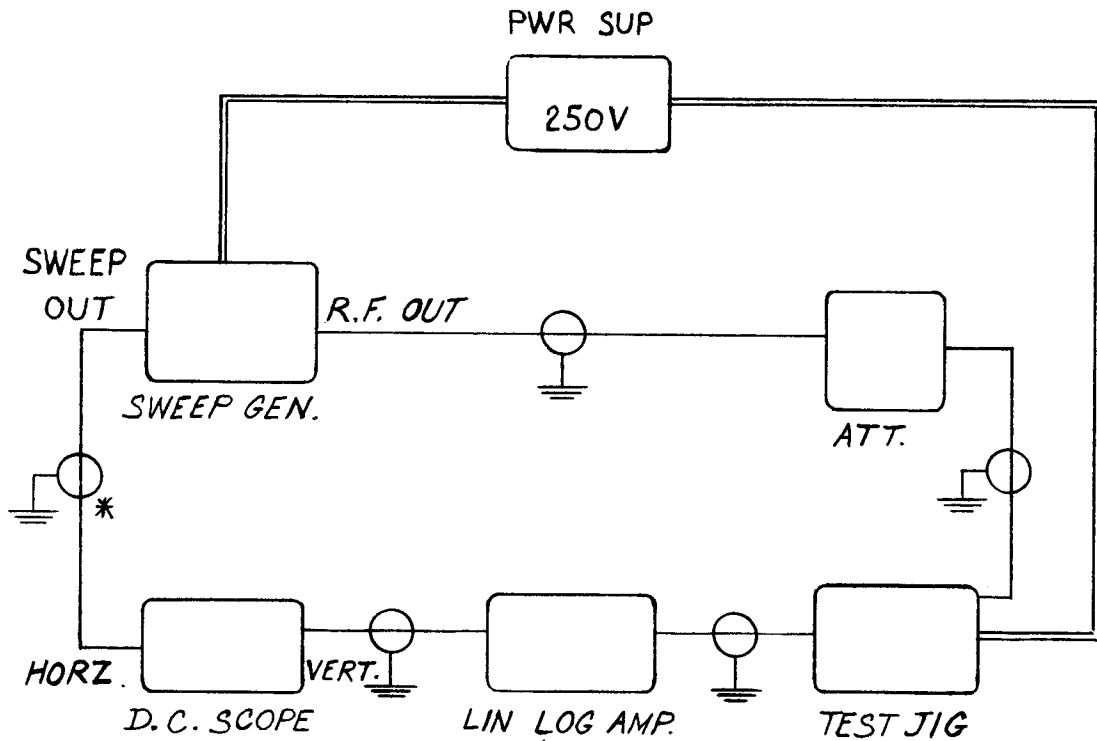 PWR SUP
250V
SWEEP
OUT
R.F. OUT
SWEEP GEN.
ATT.
*
HORZ.
VERT.
D.C. SCOPE
LIN LOG AMP.
TEST JIG